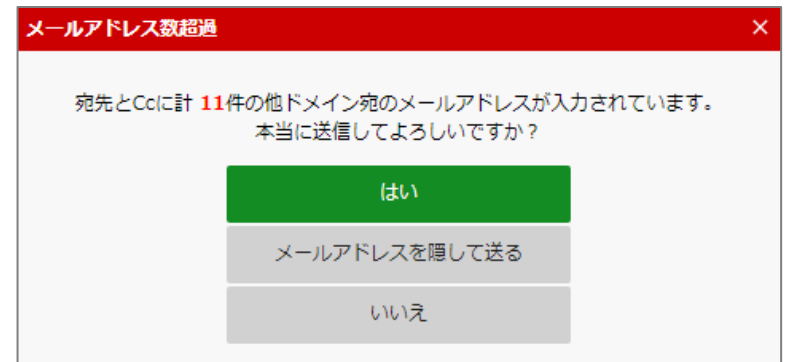 メールアドレス数超過 ×
宛先とCcに計 11件の他ドメイン宛のメールアドレスが入力されています。
本当に送信してよろしいですか？
はい
メールアドレスを隠して送る
いいえ